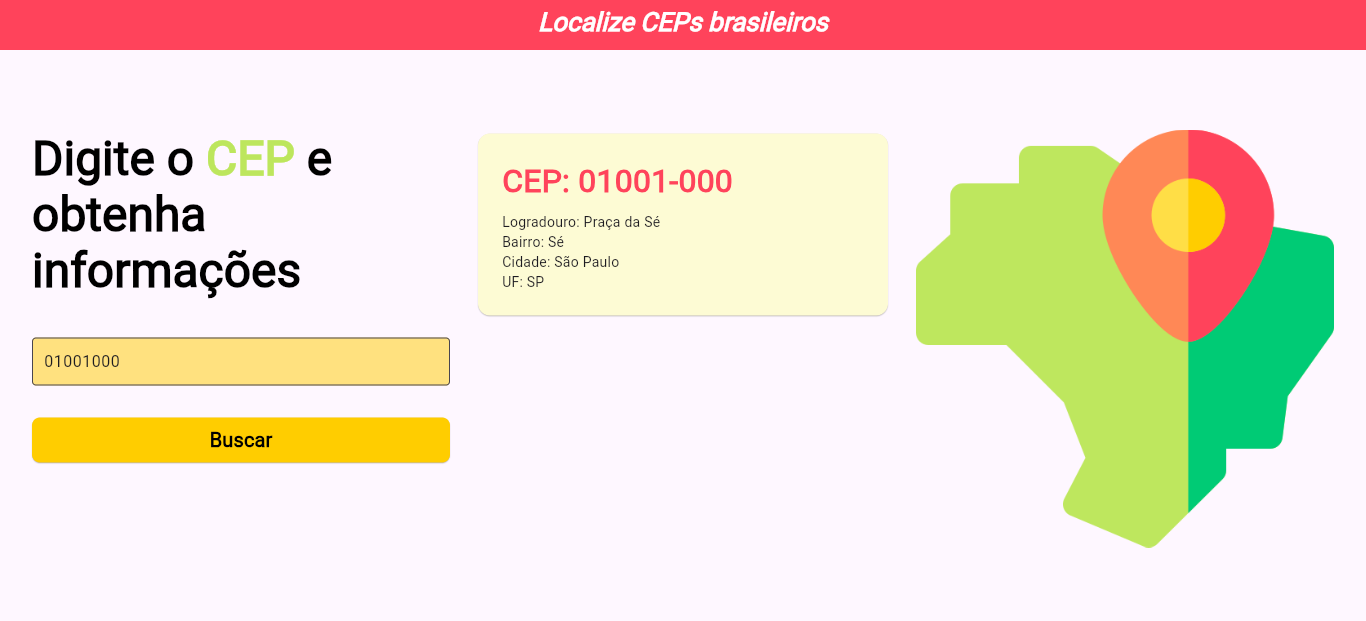 Localize CEPs brasileiros
Digite o CEP e
obtenha
informações
01001000
Buscar
CEP: 01001-000
Logradouro: Praça da Sé
Bairro: Sé
Cidade: São Paulo
UF: SP